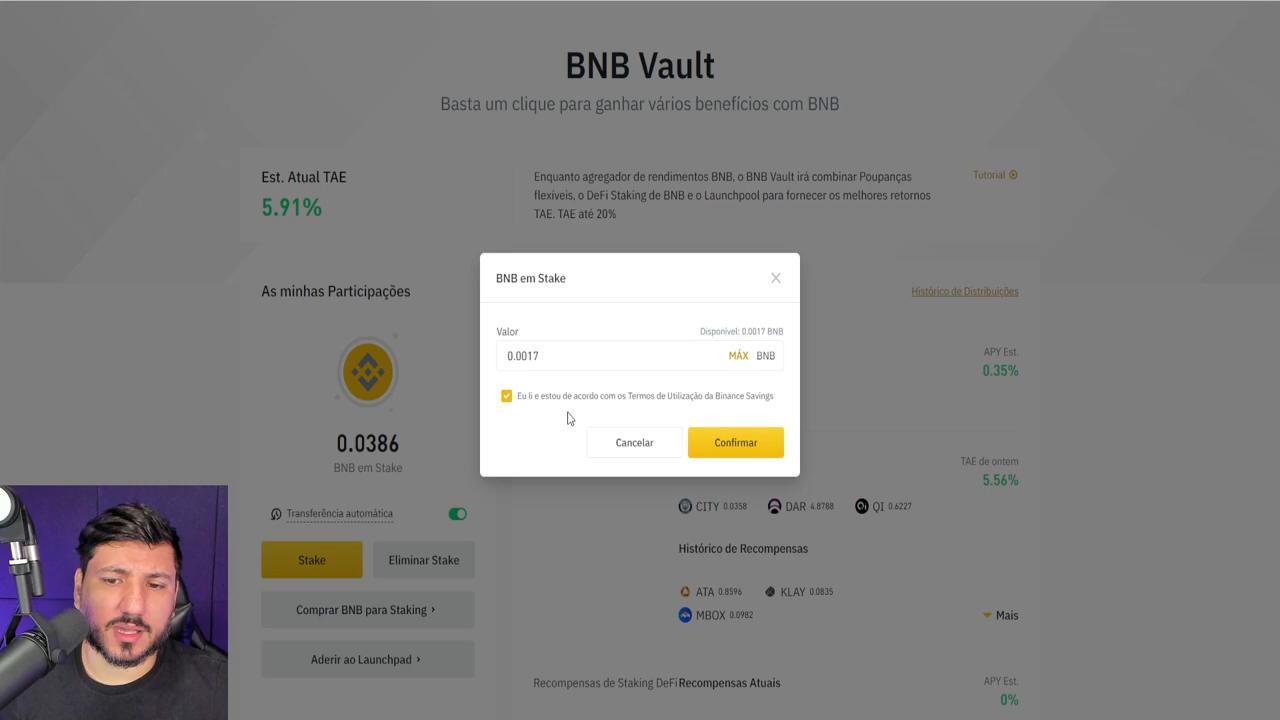 BNB Vault
Basta um clique para ganhar vários benefícios com BNB
Est. Atual TAE
5.91%
Enquanto agregador de rendimentos BNB, o BNB Vault irá combinar Poupanças
flexíveis, o DeFi Staking de BNB e o Launchpool para fornecer os melhores retornos
TAE. TAE até 20%
Tutorial
As minhas Participações
Histórico de Distribuições
BNB em Stake
Valor
Disponível: 0.0017 BNB
0.0017
MÁX BNB
Eu li e estou de acordo com os Termos de Utilização da Binance Savings
Cancelar
Confirmar
APY Est.
0.35%
0.0386
BNB em Stake
TAE de ontem
5.56%
Transferência automática
CITY 0.0358
DAR 4.8788
QI 0.6227
Stake
Eliminar Stake
Histórico de Recompensas
ATA 0.8596
KLAY 0.0835
MBOX 0.0982
Mais
Comprar BNB para Staking
Aderir ao Launchpad
Recompensas de Staking DeFi
Recompensas Atuais
APY Est.
0%